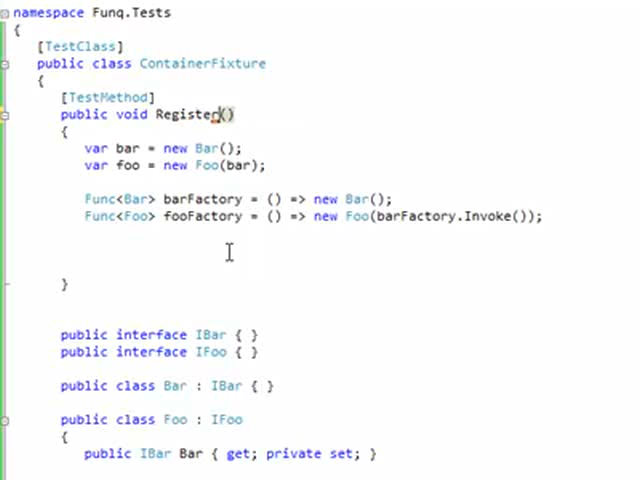 namespace Funq.Tests
{
[TestClass]
public class ContainerFixture
{
[TestMethod]
public void Register()
{
var bar = new Bar();
var foo = new Foo(bar);
Func<Bar> barFactory = () => new Bar();
Func<Foo> fooFactory = () => new Foo(barFactory.Invoke());
}
public interface IBar { }
public interface IFoo { }
public class Bar : IBar { }
public class Foo : IFoo
{
public IBar Bar { get; private set; }